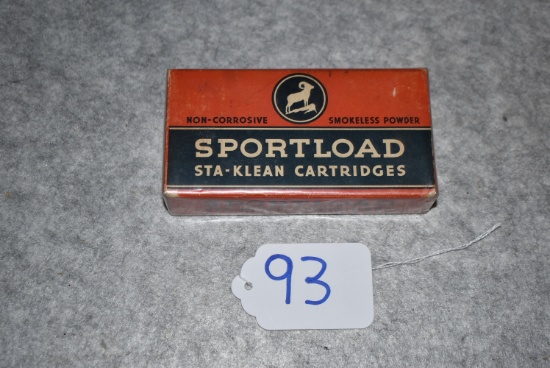 NON-CORROSIVE SMOKELESS POWDER
SPORTLOAD
STA-KLEAN CARTRIDGES
93